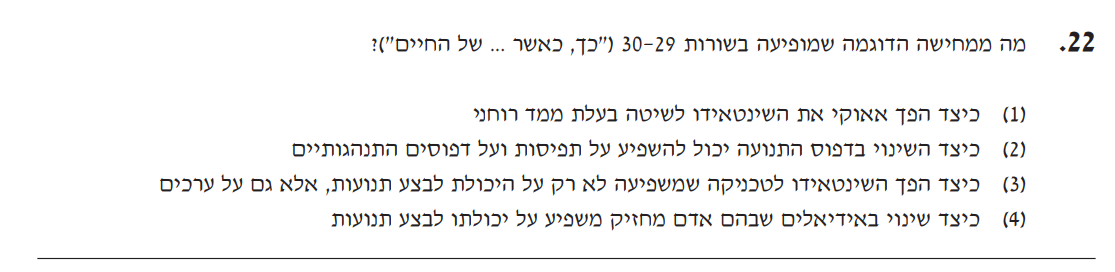 22. מה ממחישה הדוגמה שמופיעה בשורות 29–30 ("כך, כאשר ... של החיים")?
(1) כיצד הפך אאוקי את השינטאידו לשיטה בעלת ממד רוחני
(2) כיצד השינוי בדפוס התנועה יכול להשפיע על תפיסות ועל דפוסים התנהגותיים
(3) כיצד הפך השינטאידו לטכניקה שמשפיעה לא רק על היכולת לבצע תנועות, אלא גם על ערכים
(4) כיצד שינוי באידיאלים שבהם אדם מחזיק משפיע על יכולתו לבצע תנועות